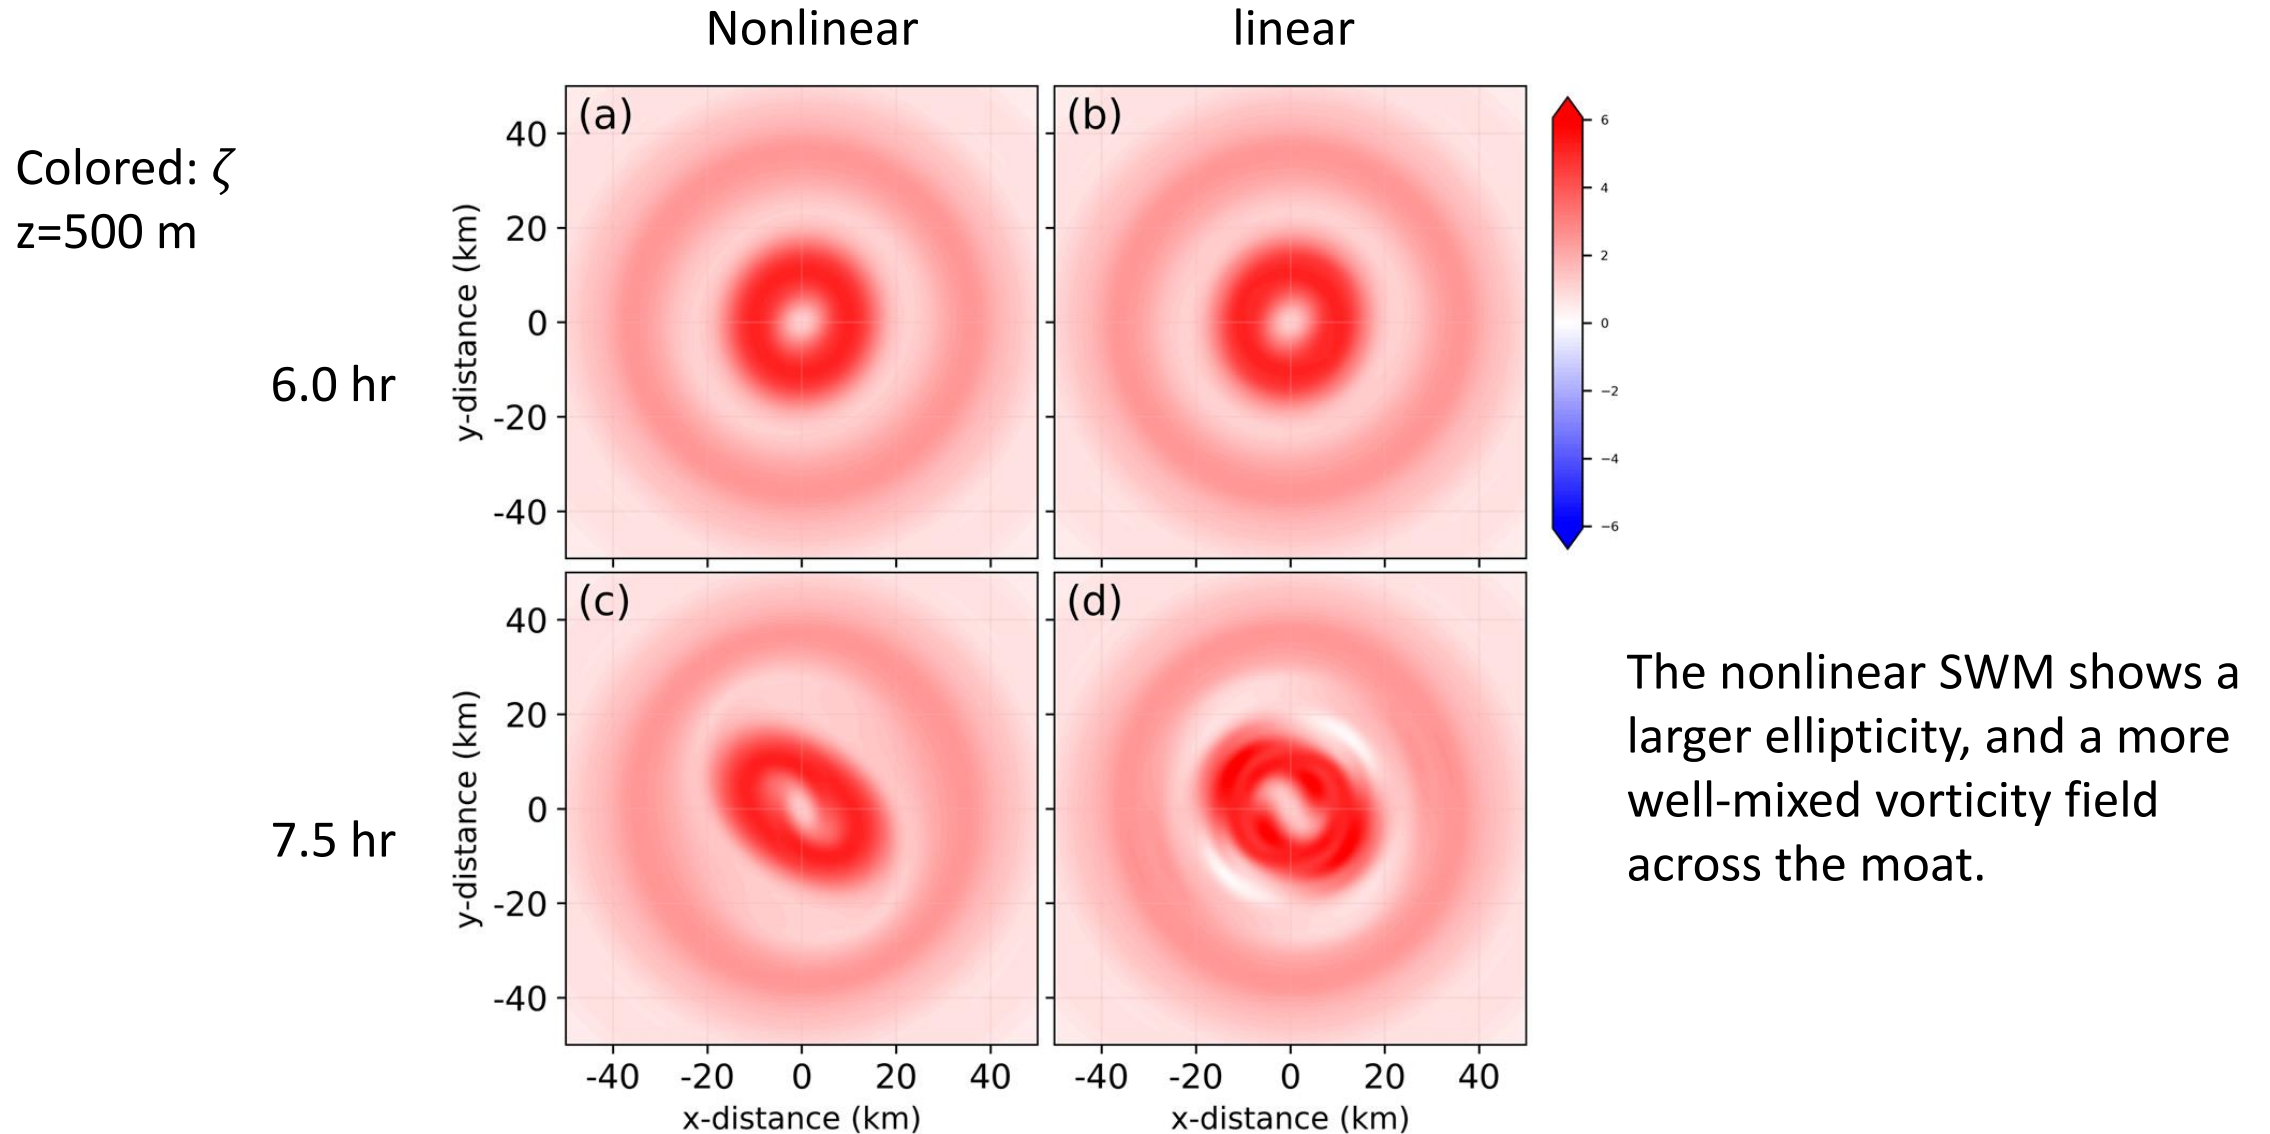 Nonlinear
linear
Colored: ζ
z=500 m
6.0 hr
7.5 hr
(a)
(b)
(c)
(d)
y-distance (km)
40
20
0
-20
-40
y-distance (km)
40
20
0
-20
-40
-40 -20 0 20 40
x-distance (km)
-40 -20 0 20 40
x-distance (km)
6
4
2
0
−2
−4
−6
The nonlinear SWM shows a
larger ellipticity, and a more
well-mixed vorticity field
across the moat.